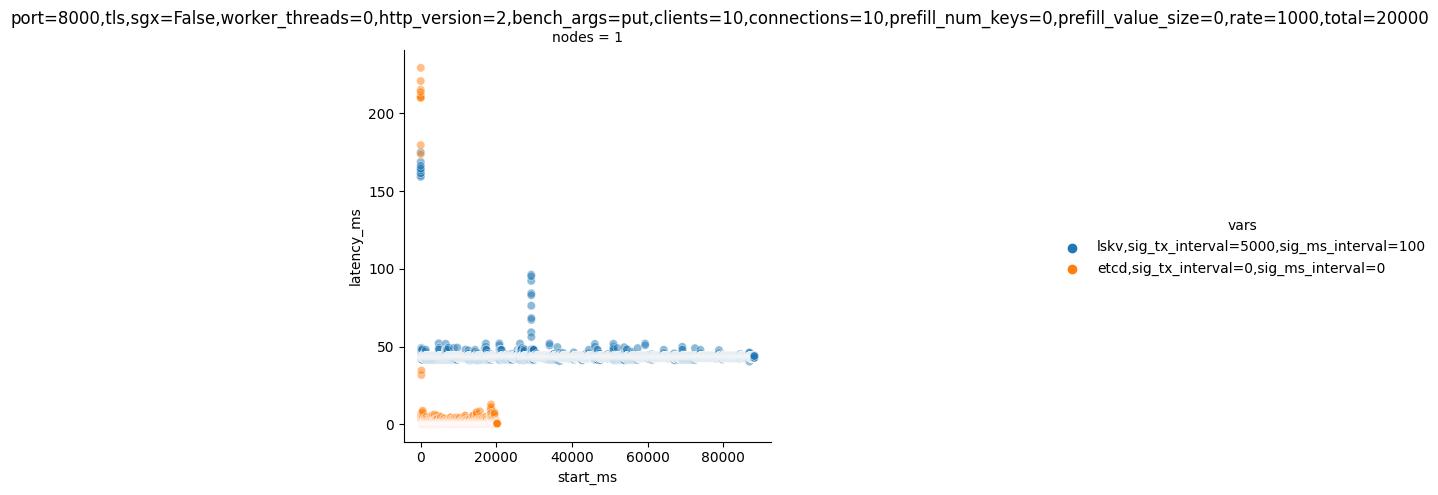 port=8000,tls,sgx=False,worker_threads=0,http_version=2,bench_args=put,clients=10,connections=10,prefill_num_keys=0,prefill_value_size=0,rate=1000,total=20000
nodes = 1
latency_ms
200
150
100
50
0
0 20000 40000 60000 80000
start_ms
vars
lskv,sig_tx_interval=5000,sig_ms_interval=100
etcd,sig_tx_interval=0,sig_ms_interval=0